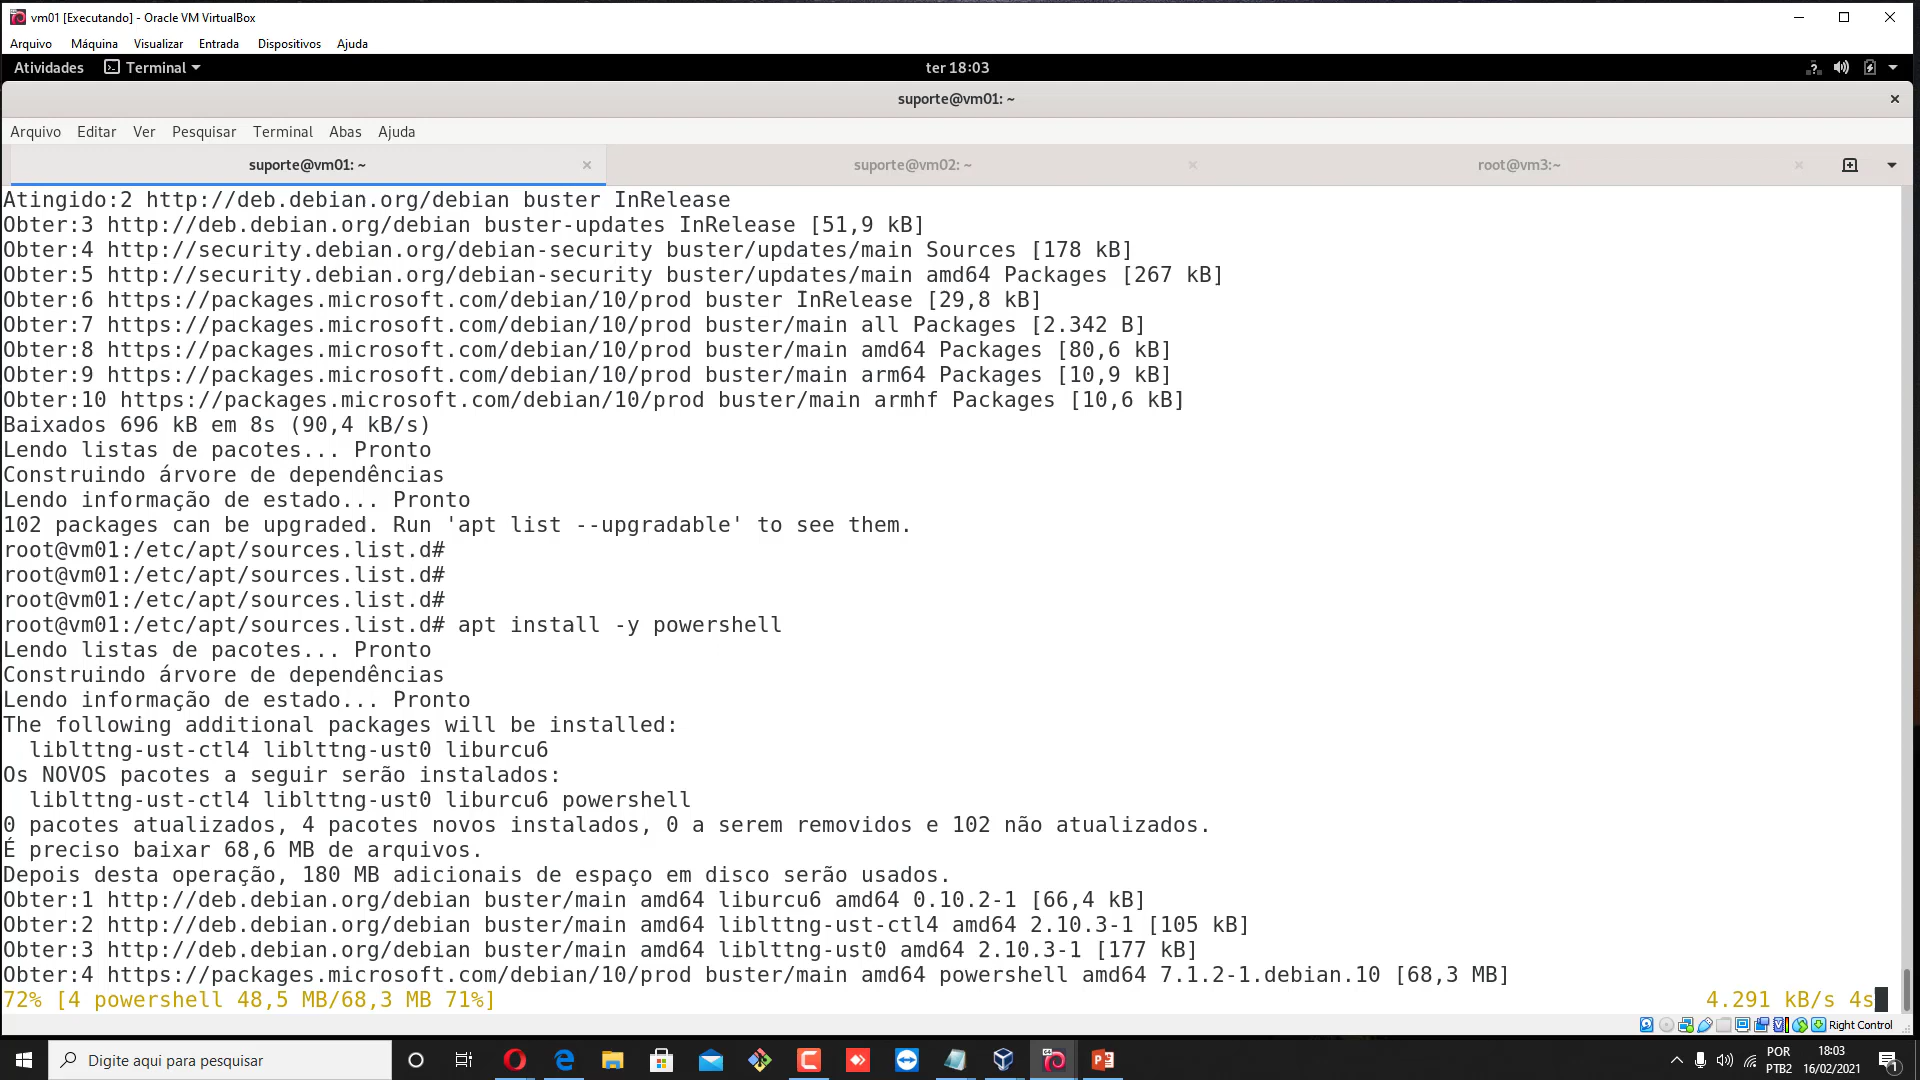 vm01 [Executando] - Oracle VM VirtualBox
Arquivo Máquina Visualizar Entrada Dispositivos Ajuda
Atividades Terminal ter 18:03
suporte@vm01: ~
Arquivo Editar Ver Pesquisar Terminal Abas Ajuda
suporte@vm01: ~ suporte@vm02: ~ root@vm3:~
Atingido:2 http://deb.debian.org/debian buster InRelease
Obter:3 http://deb.debian.org/debian buster-updates InRelease [51,9 kB]
Obter:4 http://security.debian.org/debian-security buster/updates/main Sources [178 kB]
Obter:5 http://security.debian.org/debian-security buster/updates/main amd64 Packages [267 kB]
Obter:6 https://packages.microsoft.com/debian/10/prod buster InRelease [29,8 kB]
Obter:7 https://packages.microsoft.com/debian/10/prod buster/main all Packages [2.342 B]
Obter:8 https://packages.microsoft.com/debian/10/prod buster/main amd64 Packages [80,6 kB]
Obter:9 https://packages.microsoft.com/debian/10/prod buster/main arm64 Packages [10,9 kB]
Obter:10 https://packages.microsoft.com/debian/10/prod buster/main armhf Packages [10,6 kB]
Baixados 696 kB em 8s (90,4 kB/s)
Lendo listas de pacotes... Pronto
Construindo árvore de dependências
Lendo informação de estado... Pronto
102 packages can be upgraded. Run 'apt list --upgradable' to see them.
root@vm01:/etc/apt/sources.list.d#
root@vm01:/etc/apt/sources.list.d#
root@vm01:/etc/apt/sources.list.d#
root@vm01:/etc/apt/sources.list.d# apt install -y powershell
Lendo listas de pacotes... Pronto
Construindo árvore de dependências
Lendo informação de estado... Pronto
The following additional packages will be installed:
liblttng-ust-ctl4 liblttng-ust0 liburcu6
Os NOVOS pacotes a seguir serão instalados:
liblttng-ust-ctl4 liblttng-ust0 liburcu6 powershell
0 pacotes atualizados, 4 pacotes novos instalados, 0 a serem removidos e 102 não atualizados.
É preciso baixar 68,6 MB de arquivos.
Depois desta operação, 180 MB adicionais de espaço em disco serão usados.
Obter:1 http://deb.debian.org/debian buster/main amd64 liburcu6 amd64 0.10.2-1 [66,4 kB]
Obter:2 http://deb.debian.org/debian buster/main amd64 liblttng-ust-ctl4 amd64 2.10.3-1 [105 kB]
Obter:3 http://deb.debian.org/debian buster/main amd64 liblttng-ust0 amd64 2.10.3-1 [177 kB]
Obter:4 https://packages.microsoft.com/debian/10/prod buster/main amd64 powershell amd64 7.1.2-1.debian.10 [68,3 MB]
72% [4 powershell 48,5 MB/68,3 MB 71%] 4.291 kB/s 4s
Right Control
Digite aqui para pesquisar
POR 18:03
PTB2 16/02/2021
1